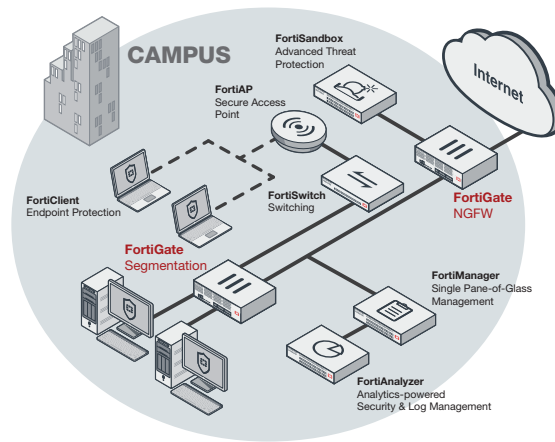 CAMPUS
FortiSandbox
Advanced Threat
Protection
Internet
FortiAP
Secure Access
Point
FortiClient
Endpoint Protection
FortiSwitch
Switching
FortiGate
NGFW
FortiGate
Segmentation
FortiManager
Single Pane-of-Glass
Management
FortiAnalyzer
Analytics-powered
Security & Log Management